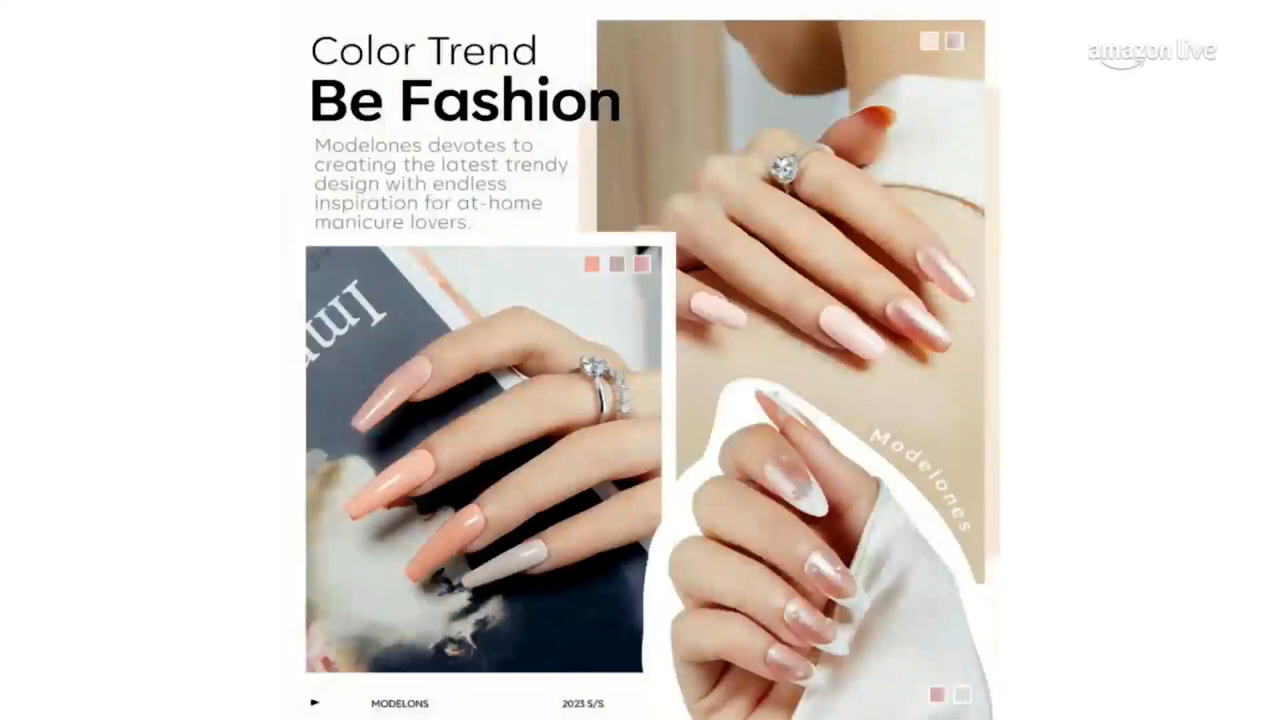 Color Trend
Be Fashion
Modelones devotes to
creating the latest trendy
design with endless
inspiration for at-home
manicure lovers.
amazon live
Im
Modelones
MODELONS
2023 S/S